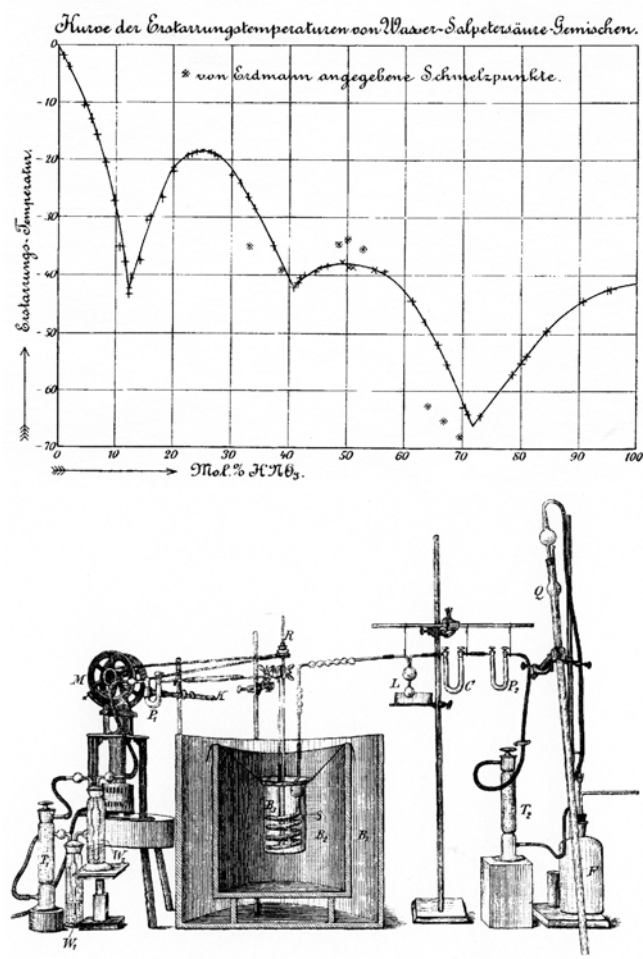 Kurve der Erstarrungstemperaturen von Wasser-Salpetersäure-Gemischen.
* von Erdmann angegebene Schmelzpunkte.
0
-10
-20
-30
-40
-50
-60
-70
Erstarrungs-Temperatur.
0 10 20 30 40 50 60 70 80 90 100
Mol.% HNO₃.
Q
R
M
P₁
K
L
C
P₂
E₃
S
E₂
E₁
T₂
T₁
W₂
F
W₁